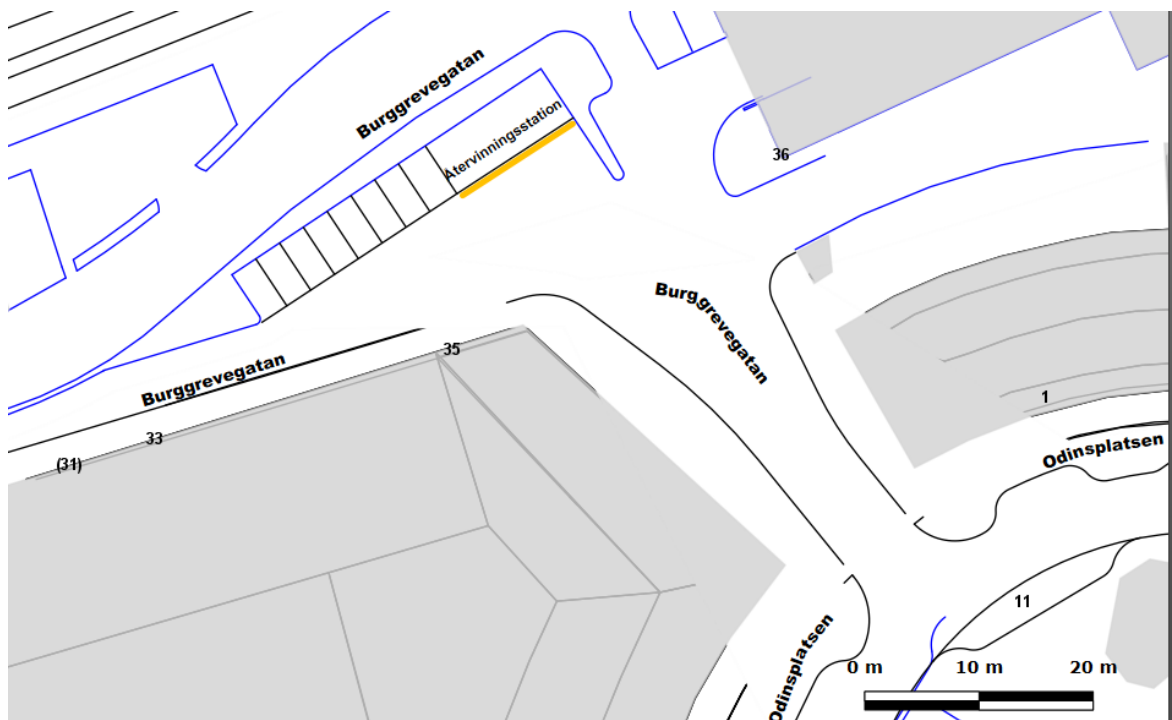 Burggrevegatan
Återvinningsstation
36
Burggrevegatan
35
Burggrevegatan
1
33
Odinsplatsen
(31)
11
Odinsplatsen
0 m 10 m 20 m